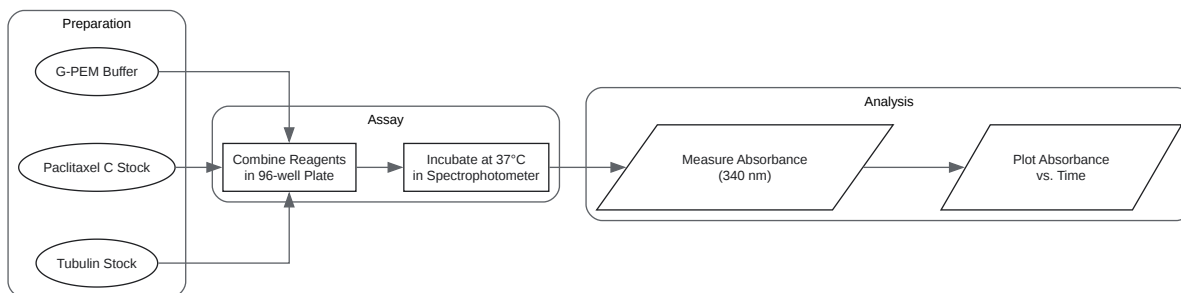 Preparation
G-PEM Buffer
Paclitaxel C Stock
Tubulin Stock
Assay
Combine Reagents
in 96-well Plate
Incubate at 37°C
in Spectrophotometer
Analysis
Measure Absorbance
(340 nm)
Plot Absorbance
vs. Time